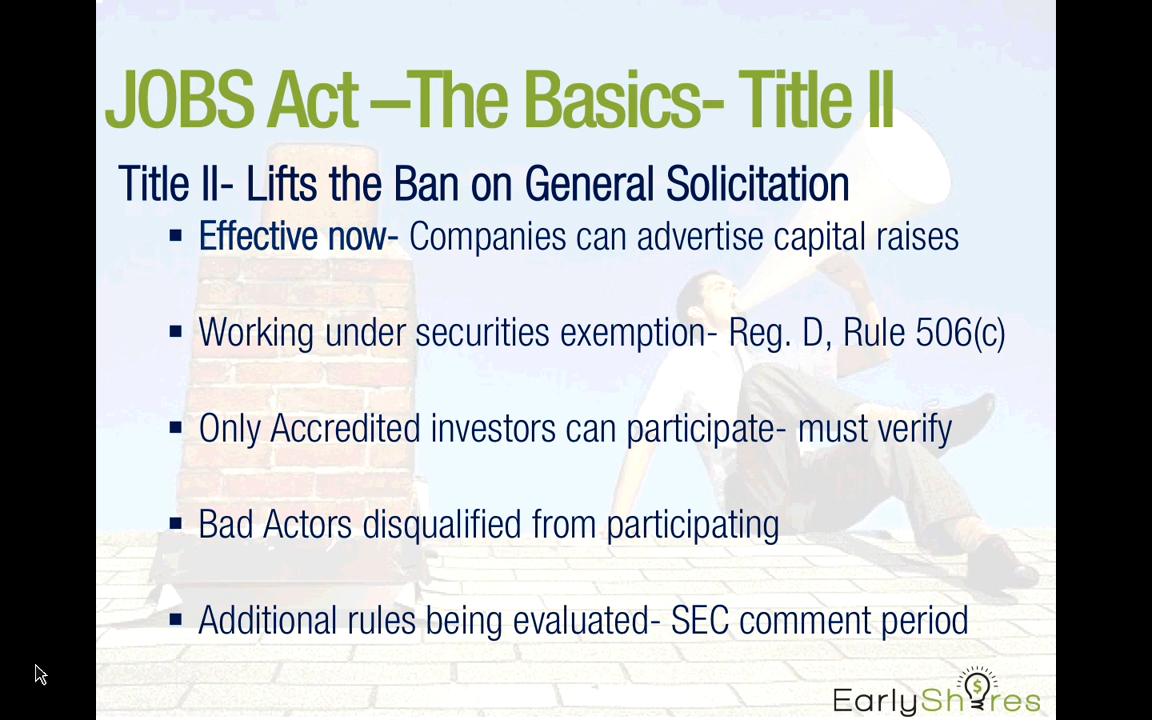 JOBS Act –The Basics- Title II
Title II- Lifts the Ban on General Solicitation
▪ Effective now- Companies can advertise capital raises
▪ Working under securities exemption- Reg. D, Rule 506(c)
▪ Only Accredited investors can participate- must verify
▪ Bad Actors disqualified from participating
▪ Additional rules being evaluated- SEC comment period
EarlyShares